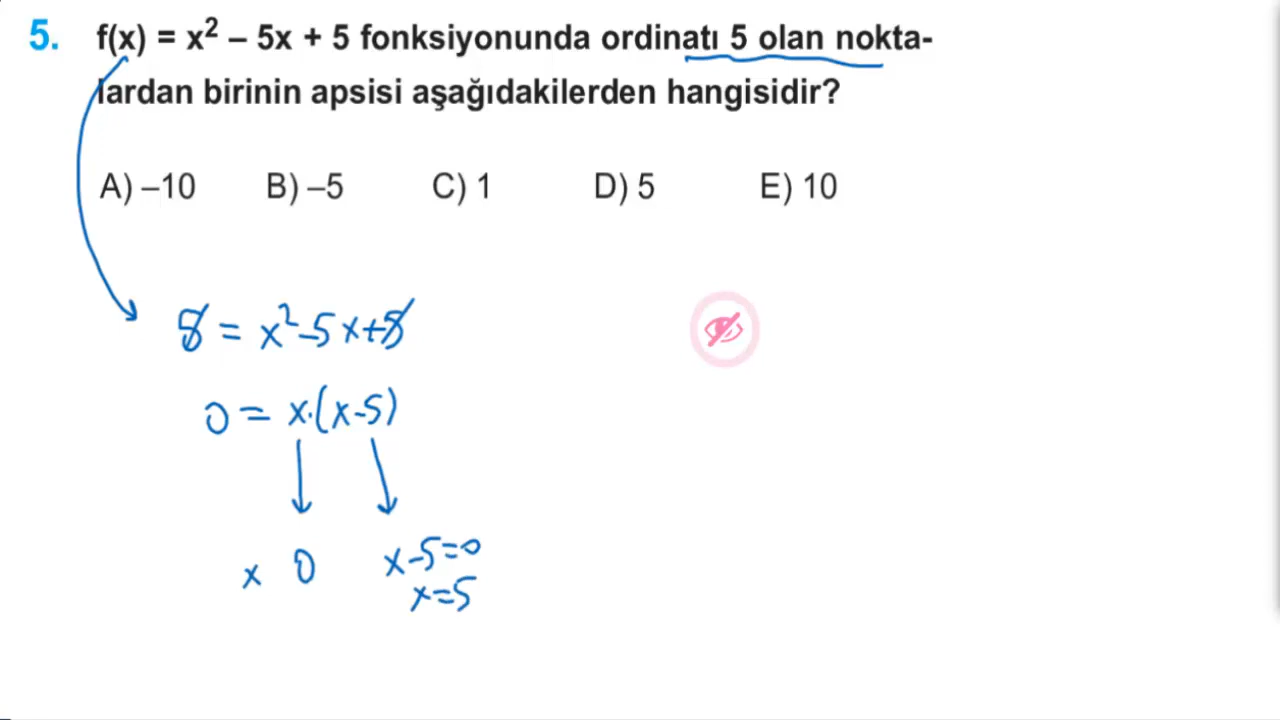 5. f(x) = x² – 5x + 5 fonksiyonunda ordinatı 5 olan nokta-
lardan birinin apsisi aşağıdakilerden hangisidir?
A) –10 B) –5 C) 1 D) 5 E) 10
5 = x² - 5x + 5
0 = x·(x - 5)
x 0 x - 5 = 0
x = 5